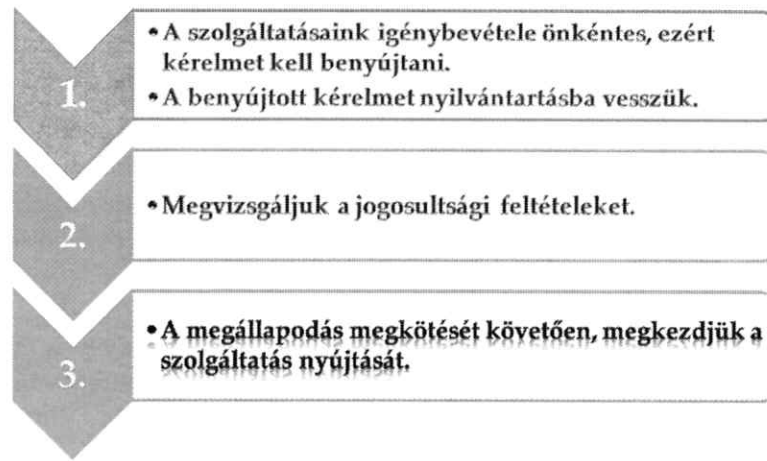 1.
• A szolgáltatásaink igénybevétele önkéntes, ezért
kérelmet kell benyújtani.
• A benyújtott kérelmet nyilvántartásba vesszük.
2.
• Megvizsgáljuk a jogosultsági feltételeket.
3.
• A megállapodás megkötését követően, megkezdjük a
szolgáltatás nyújtását.